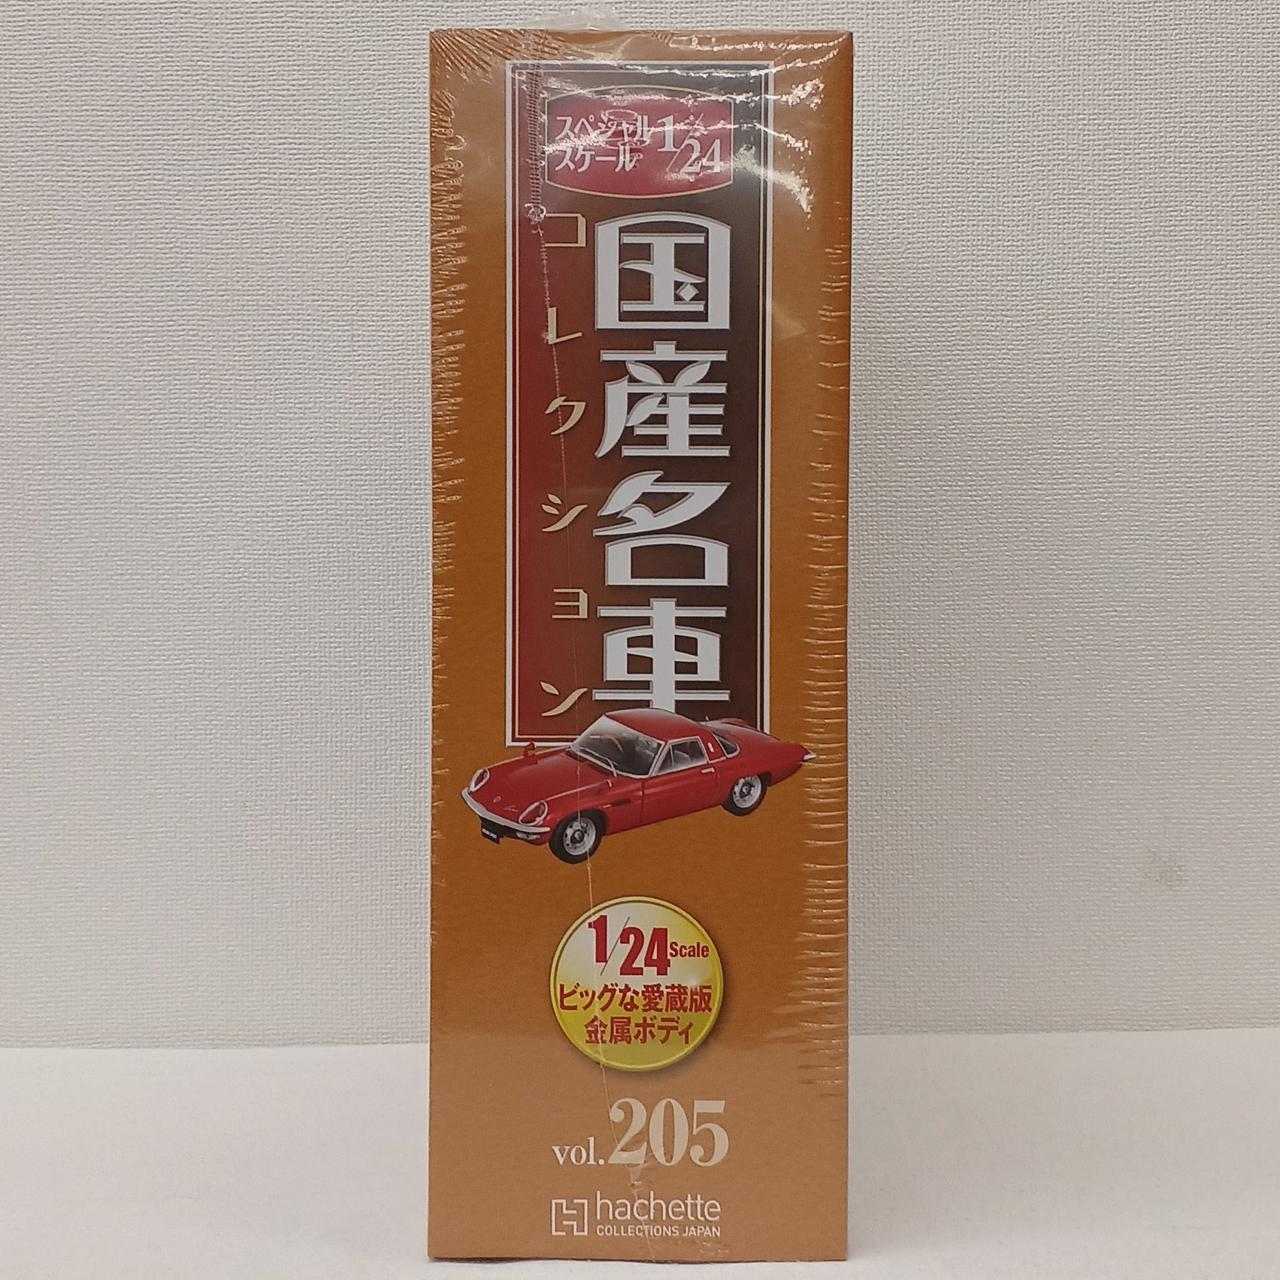 スペシャル
スケール
1/24
国産名車
コレクション
1/24 Scale
ビッグな愛蔵版
金属ボディ
vol.205
hachette
COLLECTIONS JAPAN